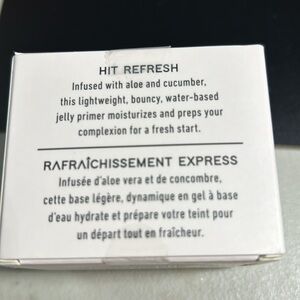 HIT REFRESH
Infused with aloe and cucumber,
this lightweight, bouncy, water-based
jelly primer moisturizes and preps your
complexion for a fresh start.
RAFRAÎCHISSEMENT EXPRESS
Infusée d'aloe vera et de concombre,
cette base légère, dynamique en gel à base
d'eau hydrate et prépare votre teint pour
un départ tout en fraîcheur.